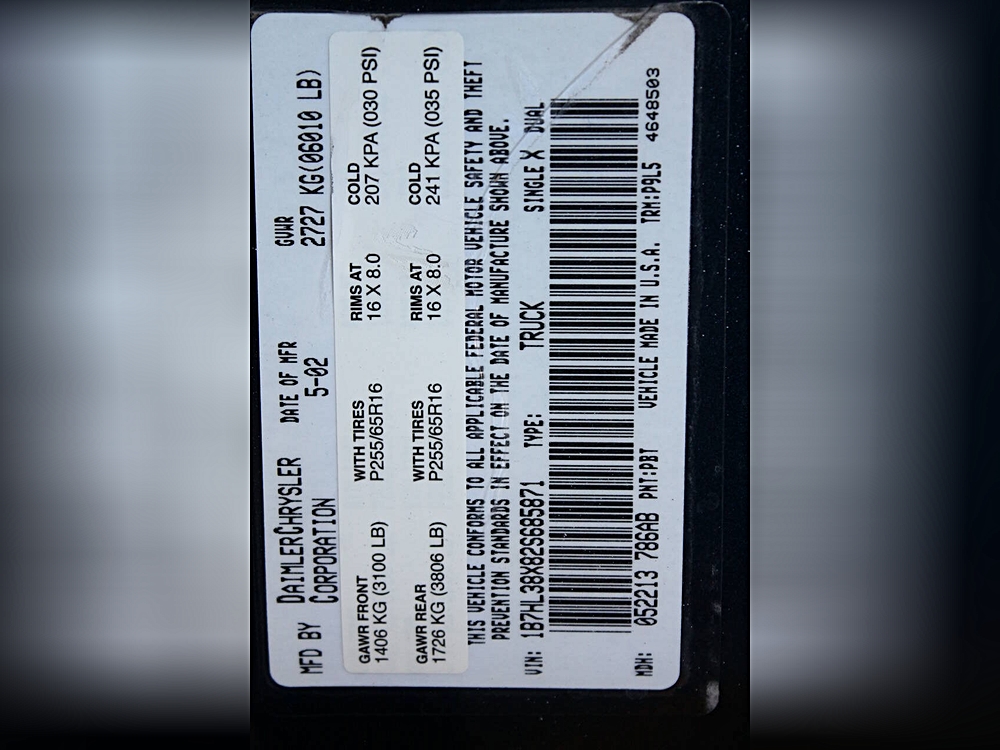 MFD BY DAIMLERCHRYSLER CORPORATION
DATE OF MFR 5-02
GVWR 2727 KG(06010 LB)
GAWR FRONT WITH TIRES RIMS AT COLD
1406 KG (3100 LB) P255/65R16 16 X 8.0 207 KPA (030 PSI)
GAWR REAR WITH TIRES RIMS AT COLD
1726 KG (3806 LB) P255/65R16 16 X 8.0 241 KPA (035 PSI)
THIS VEHICLE CONFORMS TO ALL APPLICABLE FEDERAL MOTOR VEHICLE SAFETY AND THEFT
PREVENTION STANDARDS IN EFFECT ON THE DATE OF MANUFACTURE SHOWN ABOVE.
VIN: 1B7HL38X82S685871 TYPE: TRUCK SINGLE X DUAL
MDH: 052213 786AB PNT:PBT VEHICLE MADE IN U.S.A. TRM:P9L5 4648503